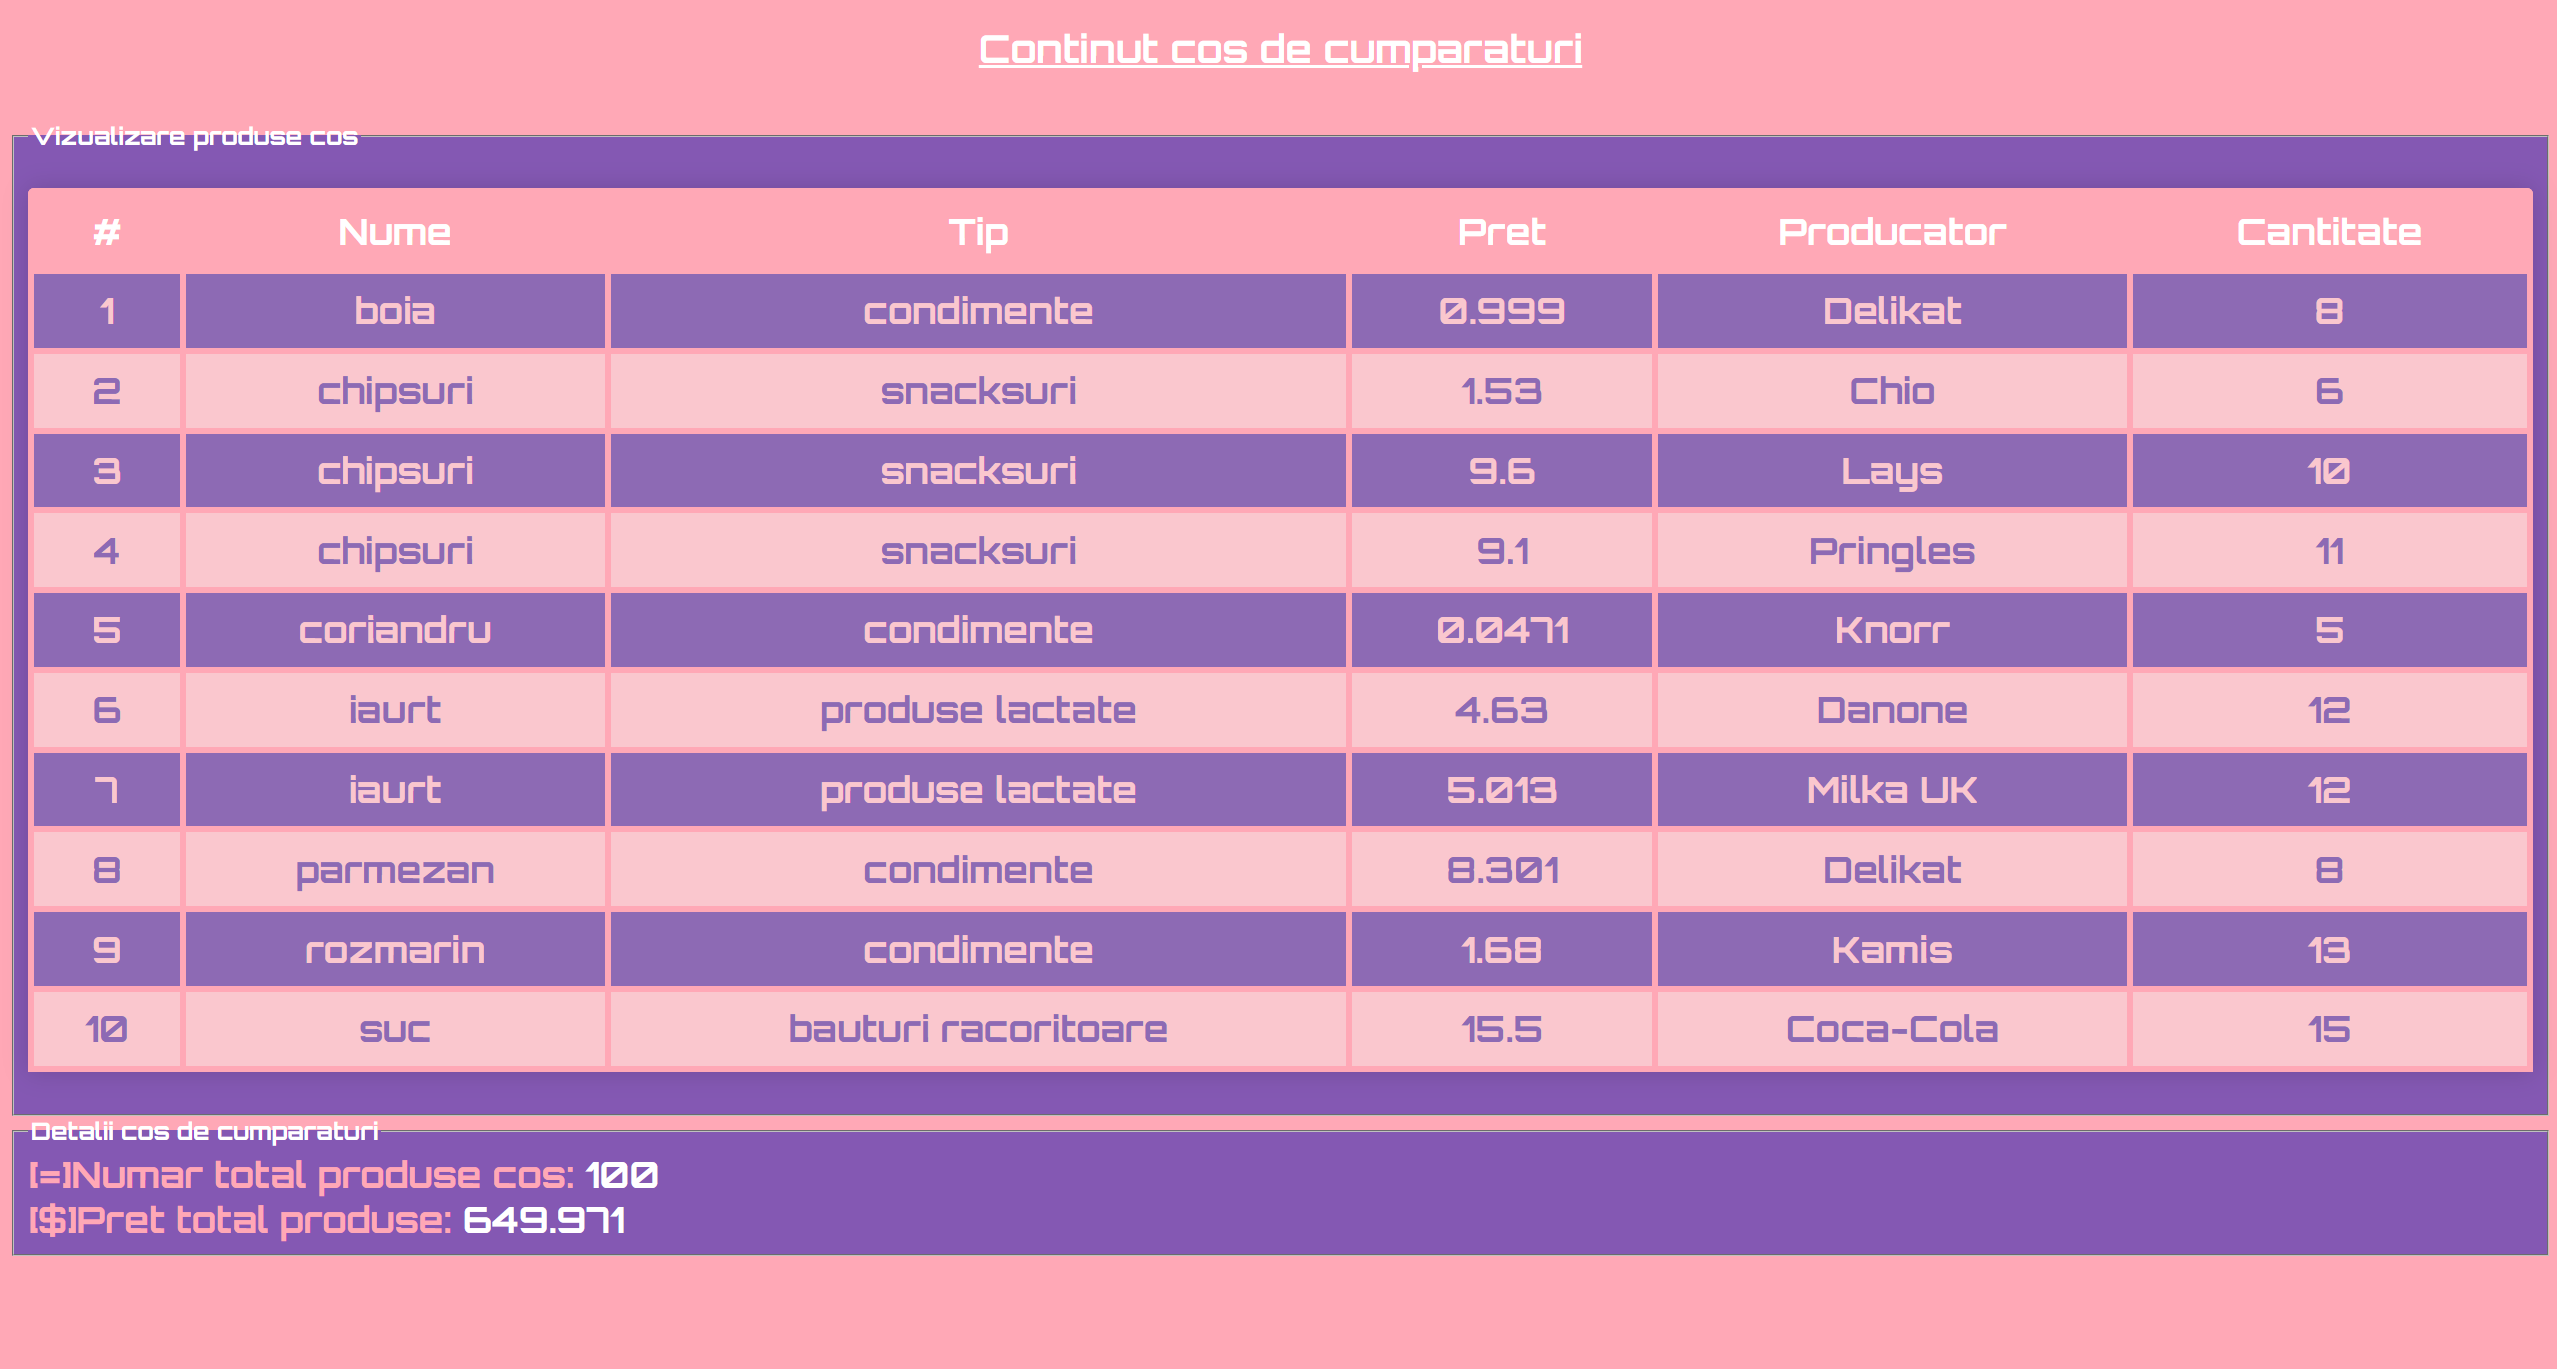 Continut cos de cumparaturi
Vizualizare produse cos
# Nume Tip Pret Producator Cantitate
1 boia condimente 0.999 Delikat 8
2 chipsuri snacksuri 1.53 Chio 6
3 chipsuri snacksuri 9.6 Lays 10
4 chipsuri snacksuri 9.1 Pringles 11
5 coriandru condimente 0.0471 Knorr 5
6 iaurt produse lactate 4.63 Danone 12
7 iaurt produse lactate 5.013 Milka UK 12
8 parmezan condimente 8.301 Delikat 8
9 rozmarin condimente 1.68 Kamis 13
10 suc bauturi racoritoare 15.5 Coca-Cola 15
Detalii cos de cumparaturi
[=]Numar total produse cos: 100
[$]Pret total produse: 649.971